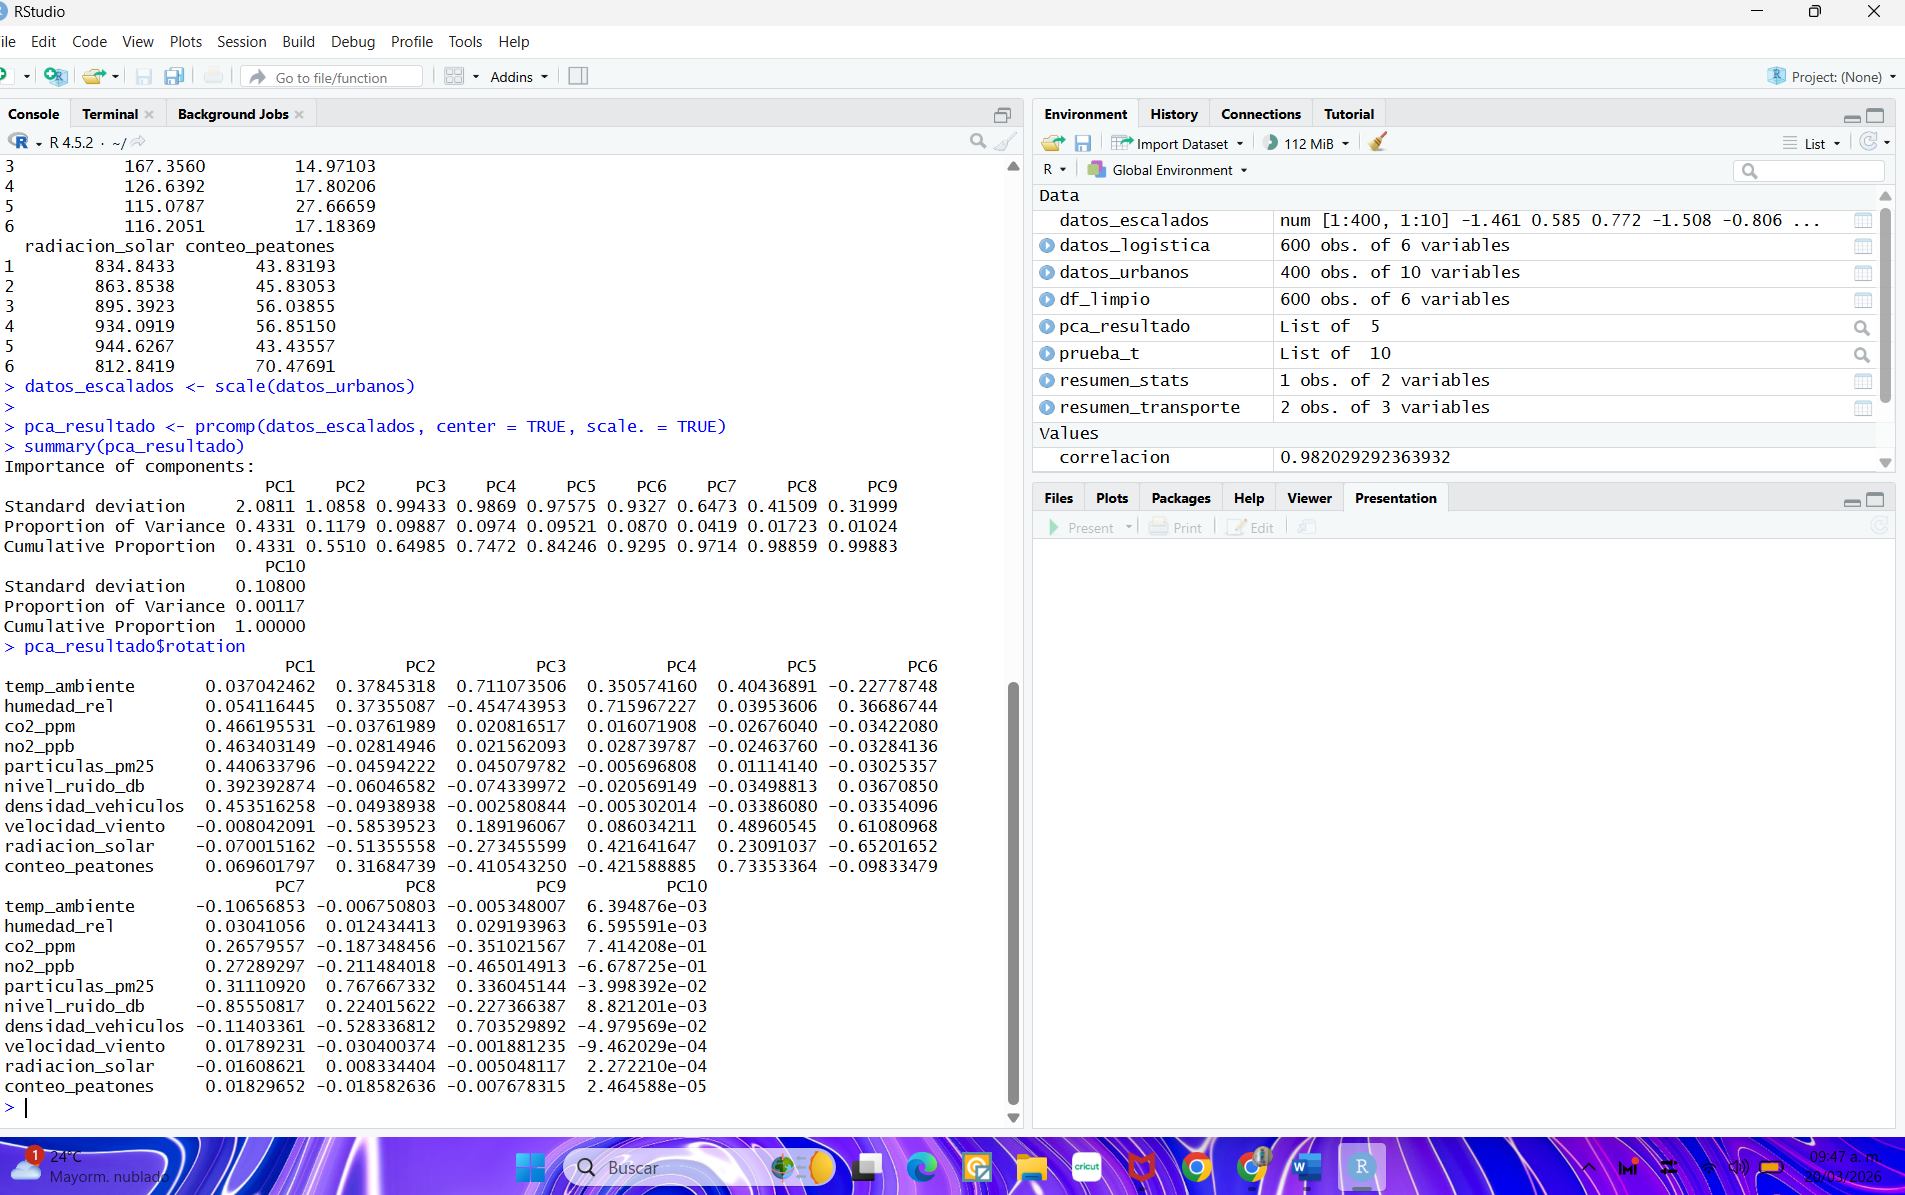 RStudio
ile Edit Code View Plots Session Build Debug Profile Tools Help
Go to file/function Addins Project: (None)
Console Terminal Background Jobs
R 4.5.2 · ~/
3 167.3560 14.97103
4 126.6392 17.80206
5 115.0787 27.66659
6 116.2051 17.18369
radiacion_solar conteo_peatones
1 834.8433 43.83193
2 863.8538 45.83053
3 895.3923 56.03855
4 934.0919 56.85150
5 944.6267 43.43557
6 812.8419 70.47691
> datos_escalados <- scale(datos_urbanos)
>
> pca_resultado <- prcomp(datos_escalados, center = TRUE, scale. = TRUE)
> summary(pca_resultado)
Importance of components:
PC1 PC2 PC3 PC4 PC5 PC6 PC7 PC8 PC9
Standard deviation 2.0811 1.0858 0.99433 0.9869 0.97575 0.9327 0.6473 0.41509 0.31999
Proportion of Variance 0.4331 0.1179 0.09887 0.0974 0.09521 0.0870 0.0419 0.01723 0.01024
Cumulative Proportion 0.4331 0.5510 0.64985 0.7472 0.84246 0.9295 0.9714 0.98859 0.99883
PC10
Standard deviation 0.10800
Proportion of Variance 0.00117
Cumulative Proportion 1.00000
> pca_resultado$rotation
PC1 PC2 PC3 PC4 PC5 PC6
temp_ambiente 0.037042462 0.37845318 0.711073506 0.350574160 0.40436891 -0.22778748
humedad_rel 0.054116445 0.37355087 -0.454743953 0.715967227 0.03953606 0.36686744
co2_ppm 0.466195531 -0.03761989 0.020816517 0.016071908 -0.02676040 -0.03422080
no2_ppb 0.463403149 -0.02814946 0.021562093 0.028739787 -0.02463760 -0.03284136
particulas_pm25 0.440633796 -0.04594222 0.045079782 -0.005696808 0.01114140 -0.03025357
nivel_ruido_db 0.392392874 -0.06046582 -0.074339972 -0.020569149 -0.03498813 0.03670850
densidad_vehiculos 0.453516258 -0.04938938 -0.002580844 -0.005302014 -0.03386080 -0.03354096
velocidad_viento -0.008042091 -0.58539523 0.189196067 0.086034211 0.48960545 0.61080968
radiacion_solar -0.070015162 -0.51355558 -0.273455599 0.421641647 0.23091037 -0.65201652
conteo_peatones 0.069601797 0.31684739 -0.410543250 -0.421588885 0.73353364 -0.09833479
PC7 PC8 PC9 PC10
temp_ambiente -0.10656853 -0.006750803 -0.005348007 6.394876e-03
humedad_rel 0.03041056 0.012434413 0.029193963 6.595591e-03
co2_ppm 0.26579557 -0.187348456 -0.351021567 7.414208e-01
no2_ppb 0.27289297 -0.211484018 -0.465014913 -6.678725e-01
particulas_pm25 0.31110920 0.767667332 0.336045144 -3.998392e-02
nivel_ruido_db -0.85550817 0.224015622 -0.227366387 8.821201e-03
densidad_vehiculos -0.11403361 -0.528336812 0.703529892 -4.979569e-02
velocidad_viento 0.01789231 -0.030400374 -0.001881235 -9.462029e-04
radiacion_solar -0.01608621 0.008334404 -0.005048117 2.272210e-04
conteo_peatones 0.01829652 -0.018582636 -0.007678315 2.464588e-05
>
Environment History Connections Tutorial
Import Dataset 112 MiB List
R Global Environment
Data
datos_escalados num [1:400, 1:10] -1.461 0.585 0.772 -1.508 -0.806 ...
datos_logistica 600 obs. of 6 variables
datos_urbanos 400 obs. of 10 variables
df_limpio 600 obs. of 6 variables
pca_resultado List of 5
prueba_t List of 10
resumen_stats 1 obs. of 2 variables
resumen_transporte 2 obs. of 3 variables
Values
correlacion 0.982029292363932
Files Plots Packages Help Viewer Presentation
Present Print Edit
1
24°C
Mayorm. nublado
Buscar
cricut
09:47 a. m.
20/03/2026